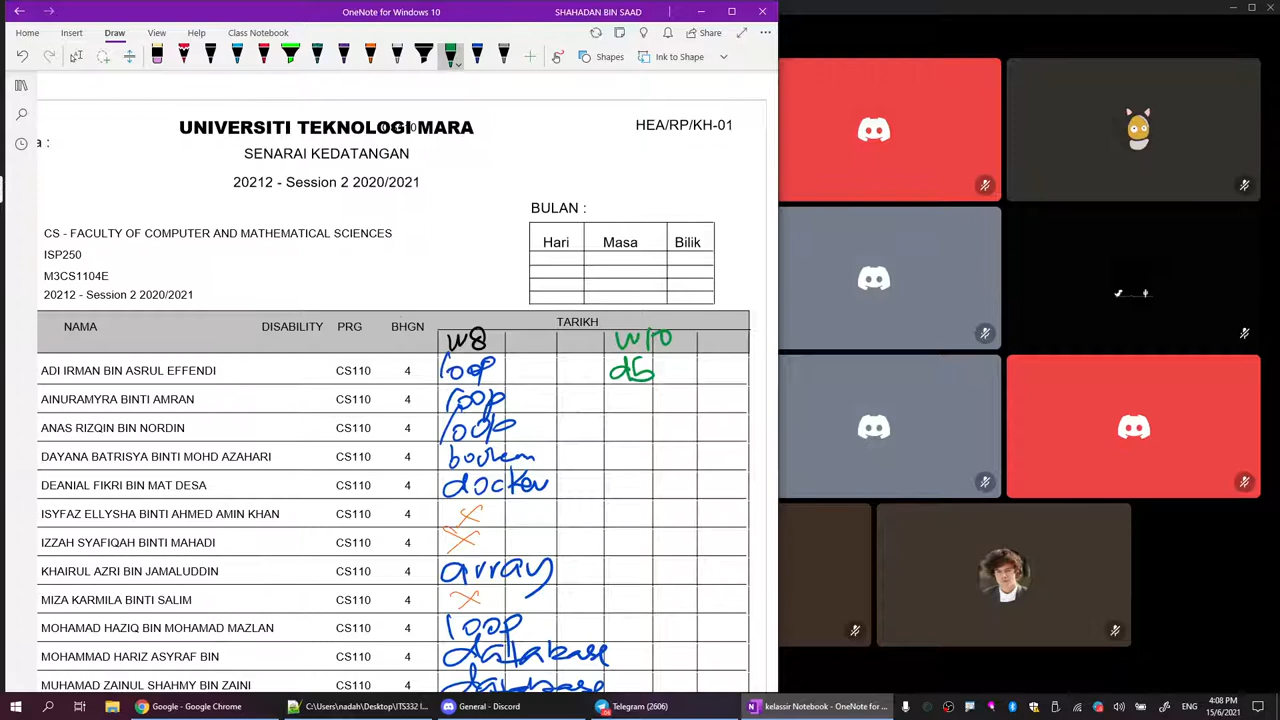 OneNote for Windows 10
SHAHADAN BIN SAAD
Home Insert Draw View Help Class Notebook
Share
Shapes Ink to Shape
UNIVERSITI TEKNOLOGI MARA
HEA/RP/KH-01
a :
SENARAI KEDATANGAN
20212 - Session 2 2020/2021
BULAN :
Hari Masa Bilik
CS - FACULTY OF COMPUTER AND MATHEMATICAL SCIENCES
ISP250
M3CS1104E
20212 - Session 2 2020/2021
NAMA DISABILITY PRG BHGN TARIKH
W8 W10
ADI IRMAN BIN ASRUL EFFENDI CS110 4 loop db
AINURAMYRA BINTI AMRAN CS110 4 loop
ANAS RIZQIN BIN NORDIN CS110 4 loop
DAYANA BATRISYA BINTI MOHD AZAHARI CS110 4 boolean
DEANIAL FIKRI BIN MAT DESA CS110 4 docker
ISYFAZ ELLYSHA BINTI AHMED AMIN KHAN CS110 4 X
IZZAH SYAFIQAH BINTI MAHADI CS110 4 X
KHAIRUL AZRI BIN JAMALUDDIN CS110 4 array
MIZA KARMILA BINTI SALIM CS110 4 X
MOHAMAD HAZIQ BIN MOHAMAD MAZLAN CS110 4 loop
MOHAMMAD HARIZ ASYRAF BIN CS110 4 database
MUHAMAD ZAINUL SHAHMY BIN ZAINI CS110 4 database
Google - Google Chrome
C:\Users\nadah\Desktop\ITS332 l...
General - Discord
Telegram (2606)
kelassir Notebook - OneNote for ...
4:08 PM
15/6/2021